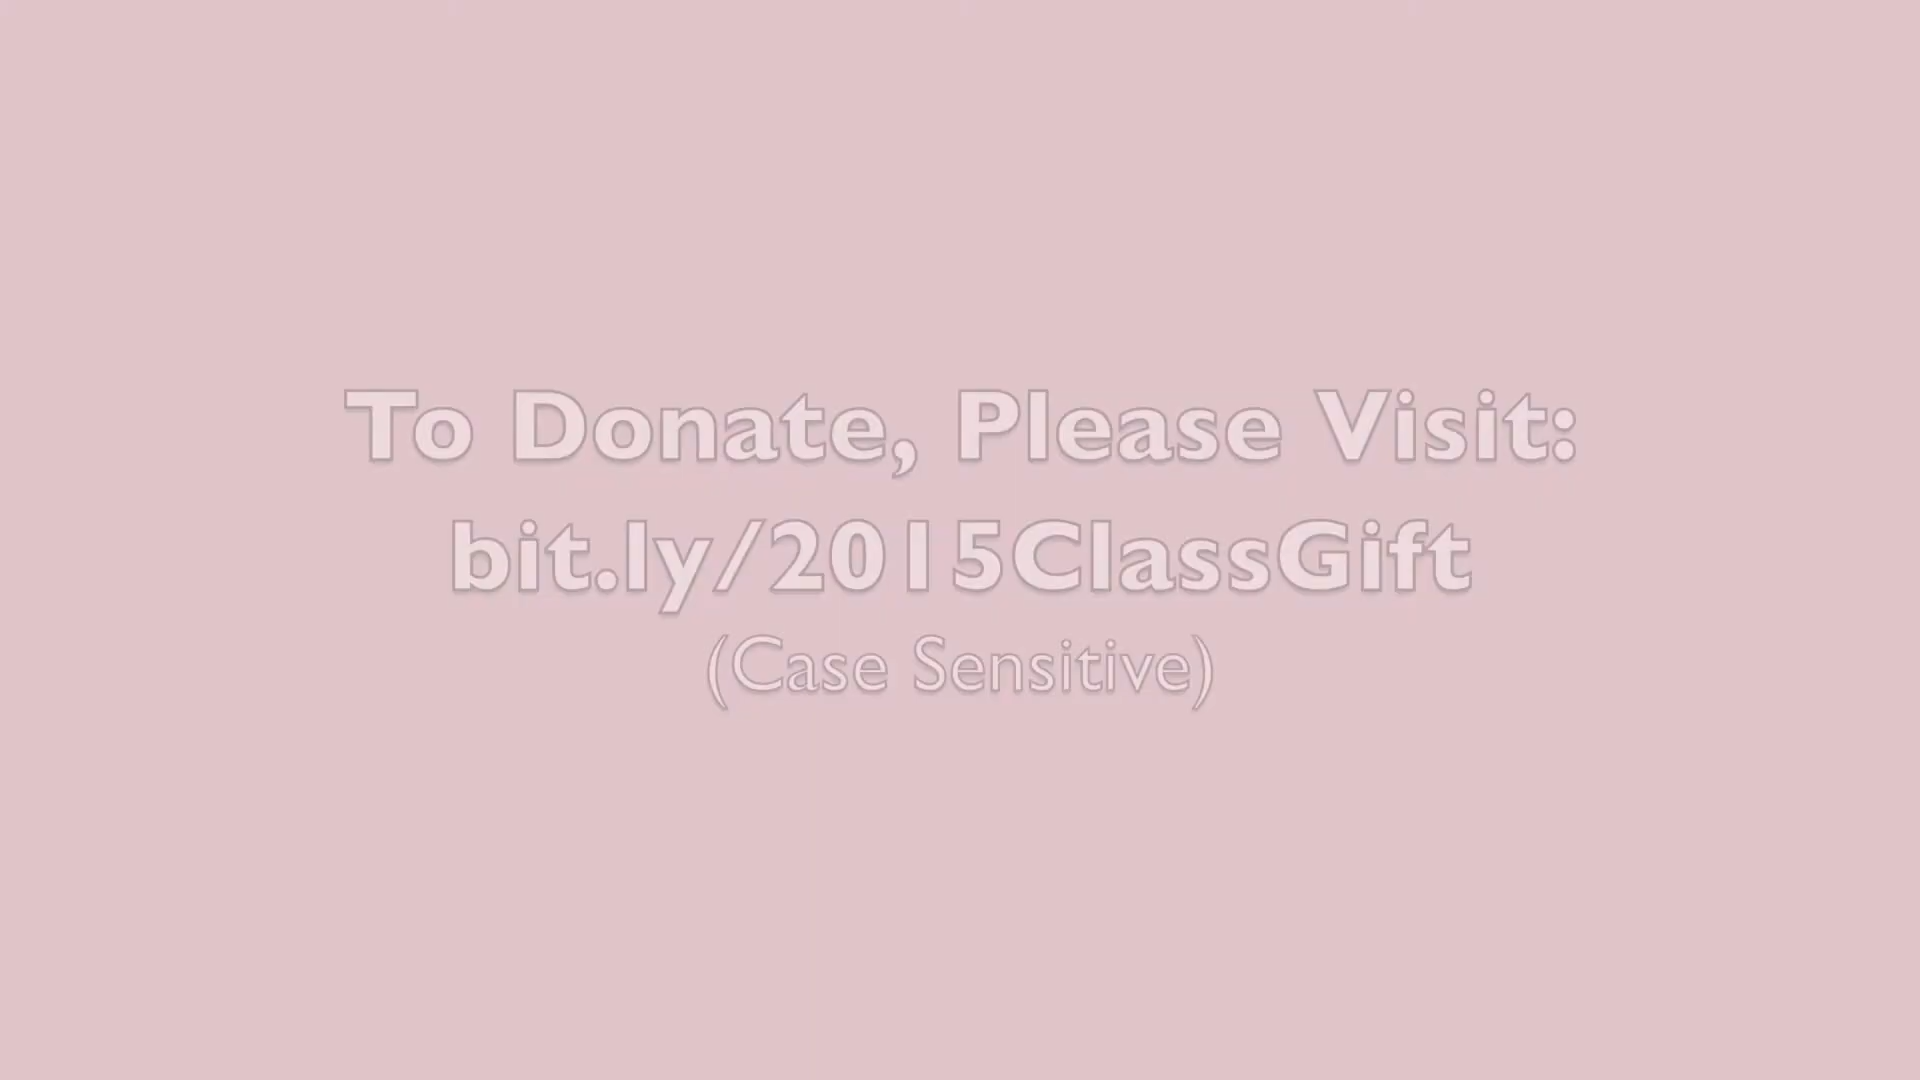 To Donate, Please Visit:
bit.ly/2015ClassGift
(Case Sensitive)